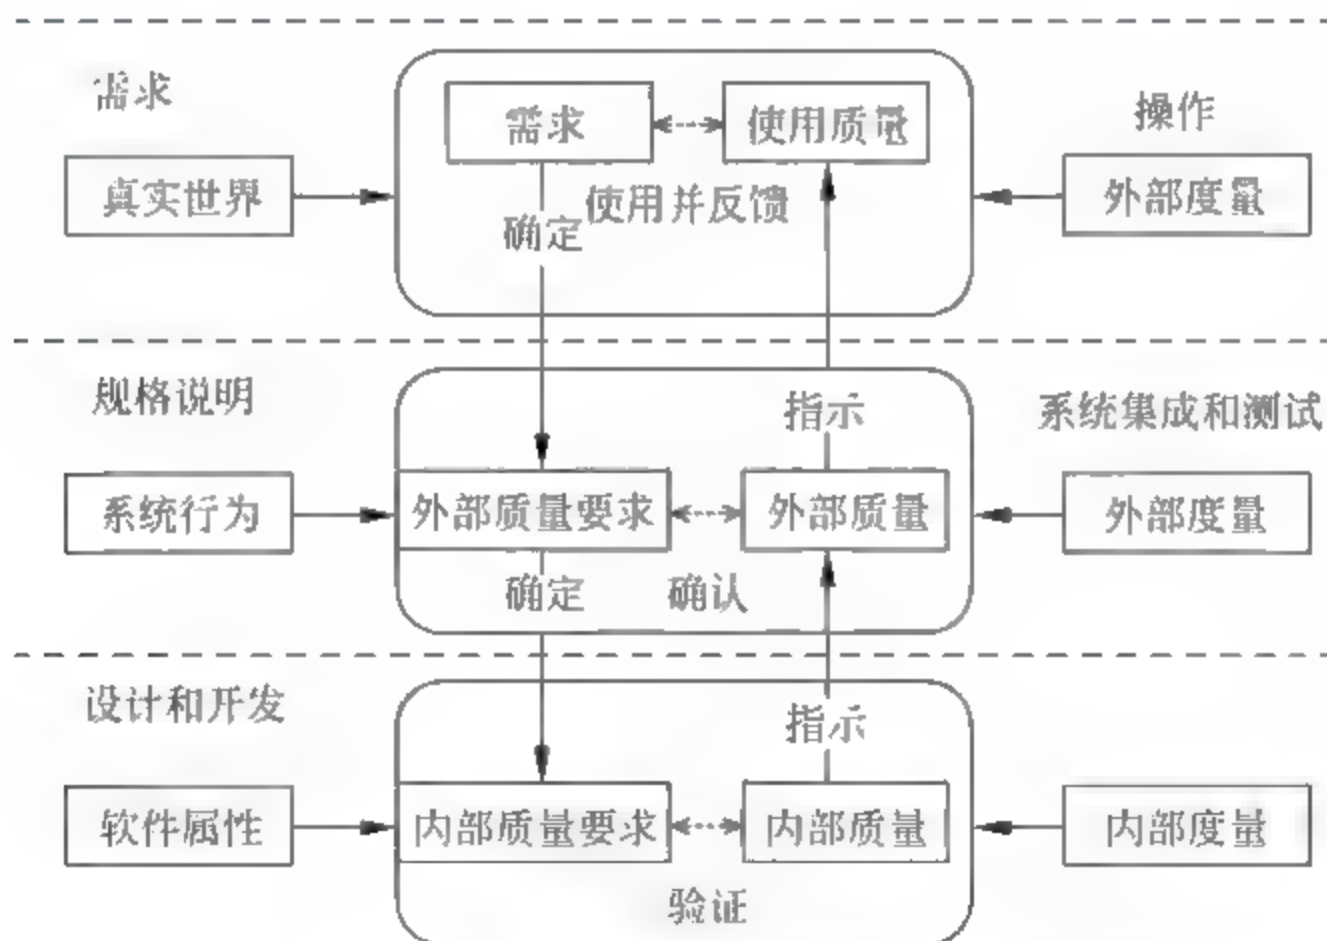 需求
需求
使用质量
操作
真实世界
确定
使用并反馈
外部度量
规格说明
指示
系统集成和测试
系统行为
外部质量要求
外部质量
外部度量
确定
确认
设计和开发
指示
软件属性
内部质量要求
内部质量
内部度量
验证